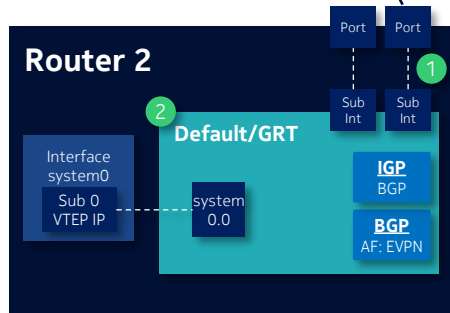 Port
Port
Router 2
1
Sub
Int
Sub
Int
2
Default/GRT
Interface
system0
Sub 0
VTEP IP
system
0.0
IGP
BGP
BGP
AF: EVPN